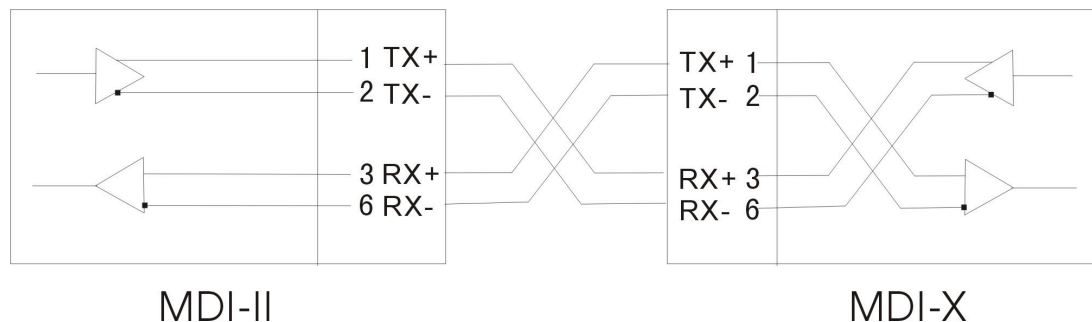 1 TX+
2 TX-
3 RX+
6 RX-
TX+ 1
TX- 2
RX+ 3
RX- 6
MDI-II
MDI-X